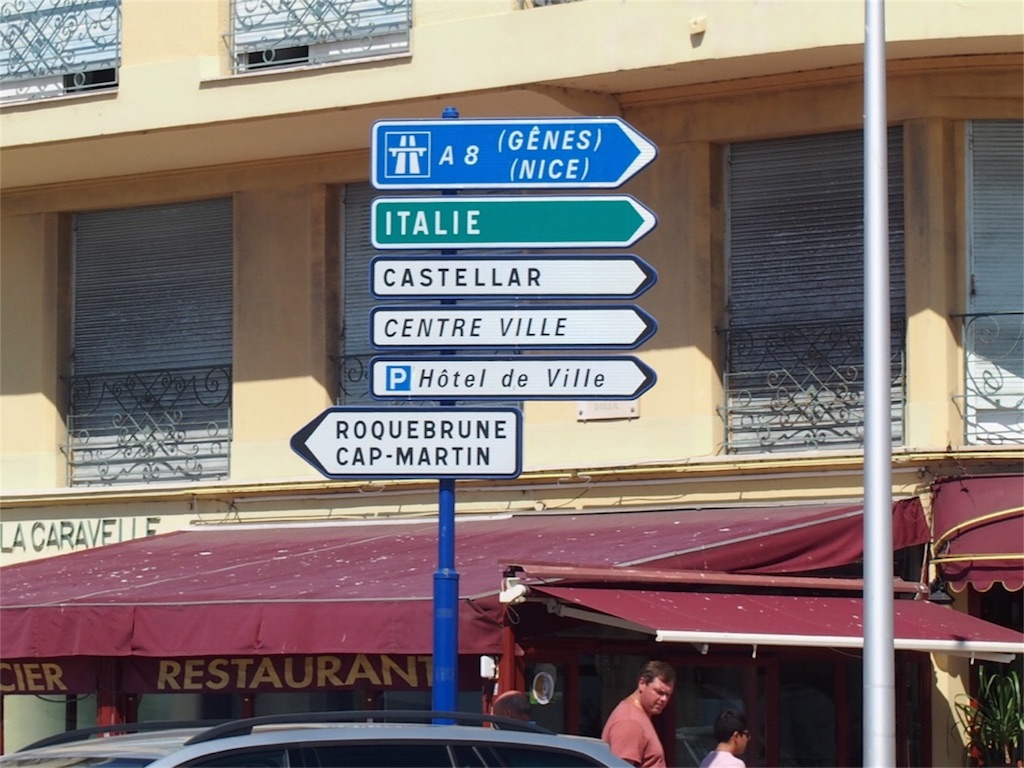 A 8 (GÊNES)
(NICE)
ITALIE
CASTELLAR
CENTRE VILLE
P Hôtel de Ville
ROQUEBRUNE
CAP-MARTIN
LA CARAVELLE
CIER RESTAURANT